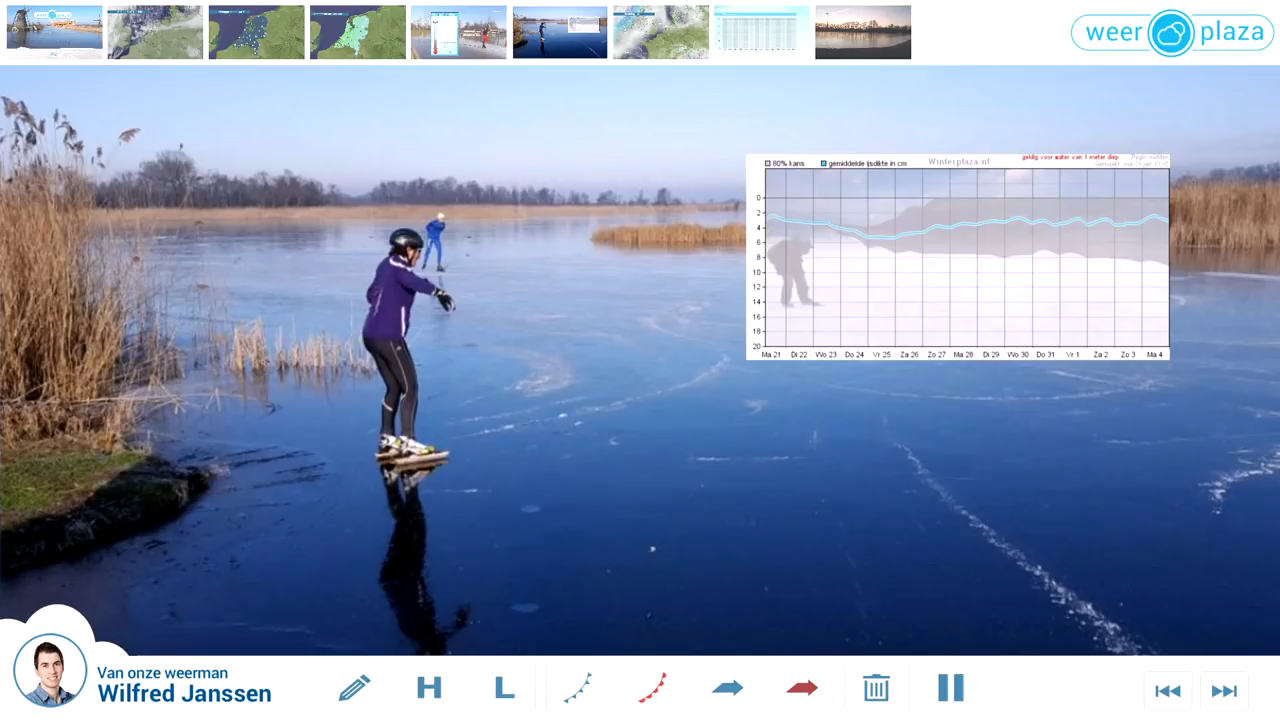 weer plaza
80% kans
gemiddelde ijsdikte in cm
Winterplaza.nl
geldig voor water van 1 meter diep
0
2
4
6
8
10
12
14
16
18
20
Ma 21 Di 22 Wo 23 Do 24 Vr 25 Za 26 Zo 27 Ma 28 Di 29 Wo 30 Do 31 Vr 1 Za 2 Zo 3 Ma 4
Van onze weerman
Wilfred Janssen
H L